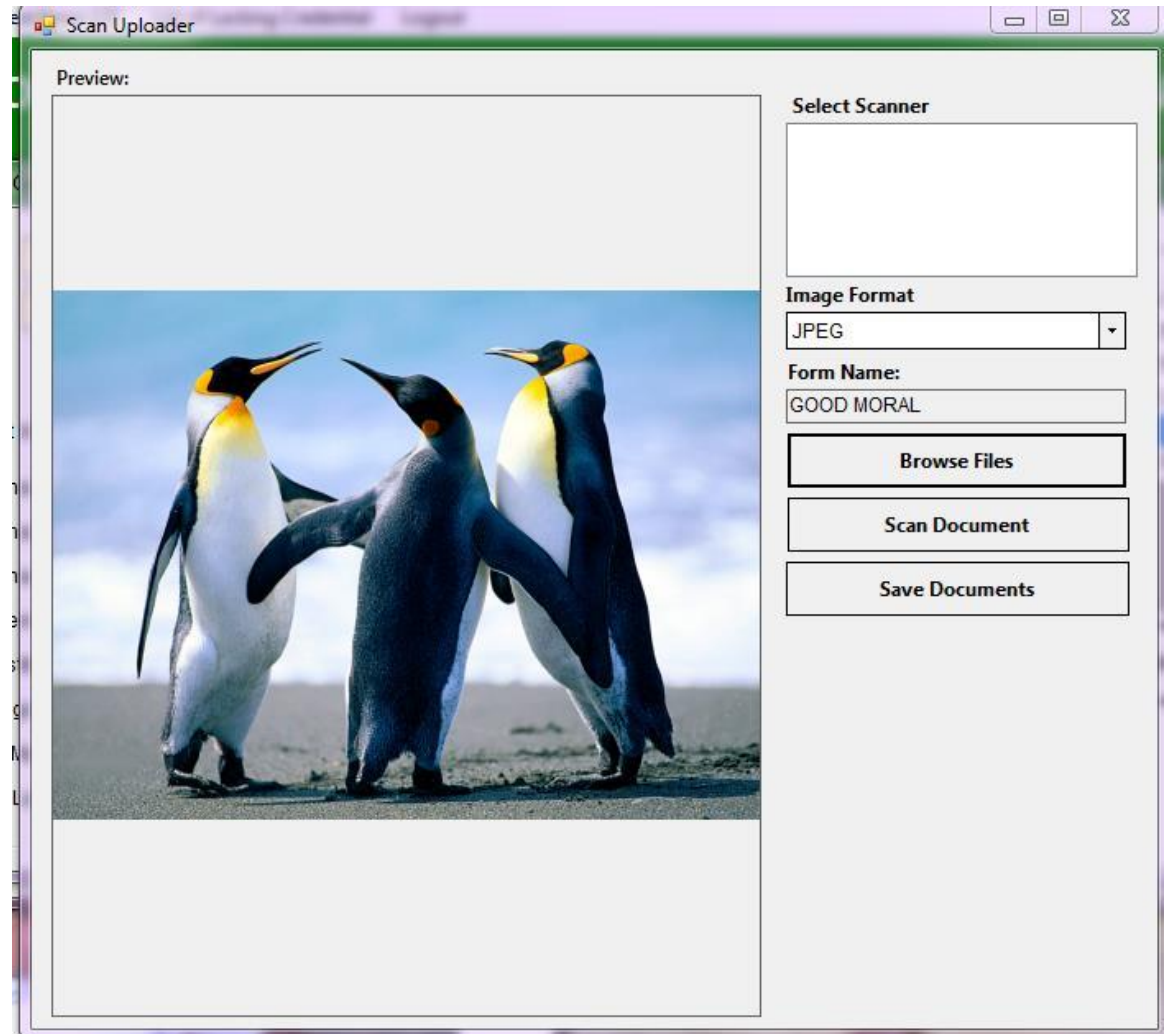 Scan Uploader
Preview:
Select Scanner
Image Format
JPEG
Form Name:
GOOD MORAL
Browse Files
Scan Document
Save Documents